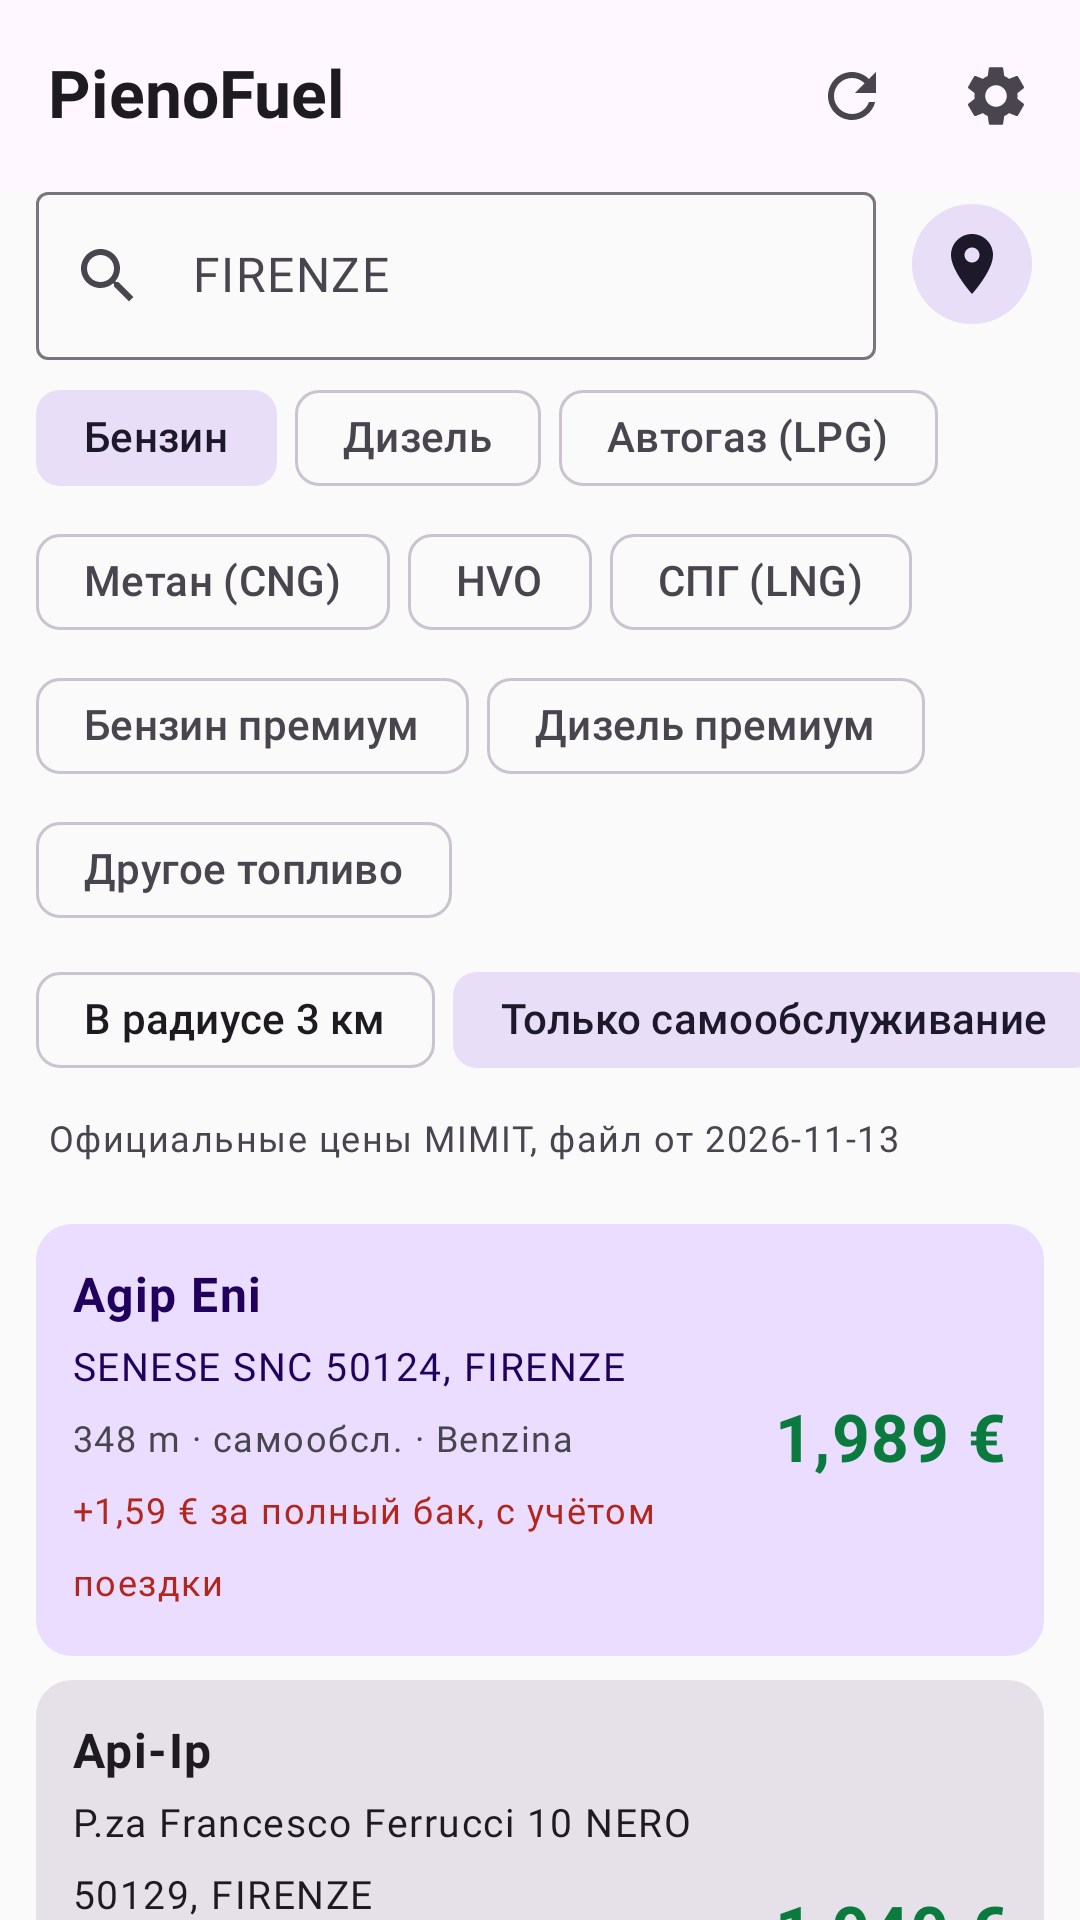 PienoFuel
FIRENZE
Бензин
Дизель
Автогаз (LPG)
Метан (CNG)
HVO
СПГ (LNG)
Бензин премиум
Дизель премиум
Другое топливо
В радиусе 3 км
Только самообслуживание
Официальные цены MIMIT, файл от 2026-11-13
Agip Eni
SENESE SNC 50124, FIRENZE
348 m · самообсл. · Benzina
1,989 €
+1,59 € за полный бак, с учётом
поездки
Api-Ip
P.za Francesco Ferrucci 10 NERO
50129, FIRENZE